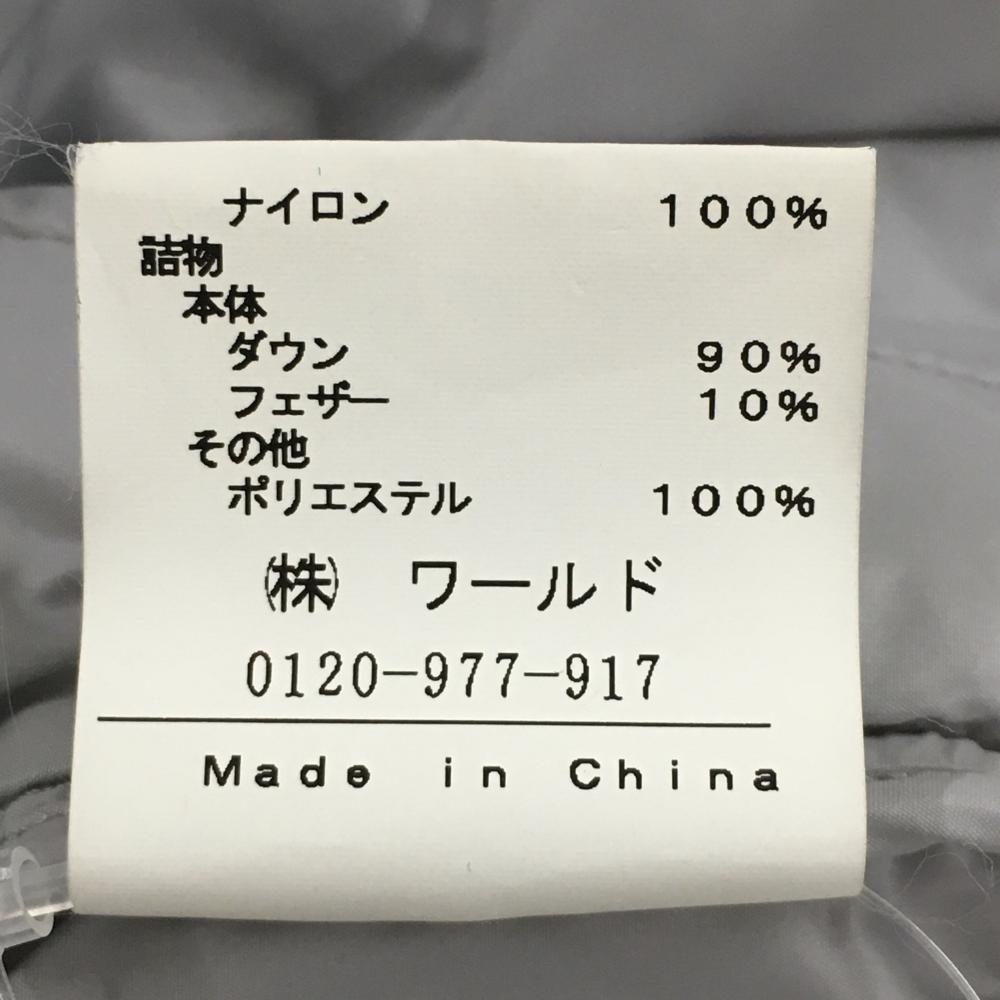 ナイロン　１００％
詰物
本体
ダウン　９０％
フェザー　１０％
その他
ポリエステル　１００％
㈱　ワールド
0120-977-917
Ｍａｄｅ　ｉｎ　Ｃｈｉｎａ